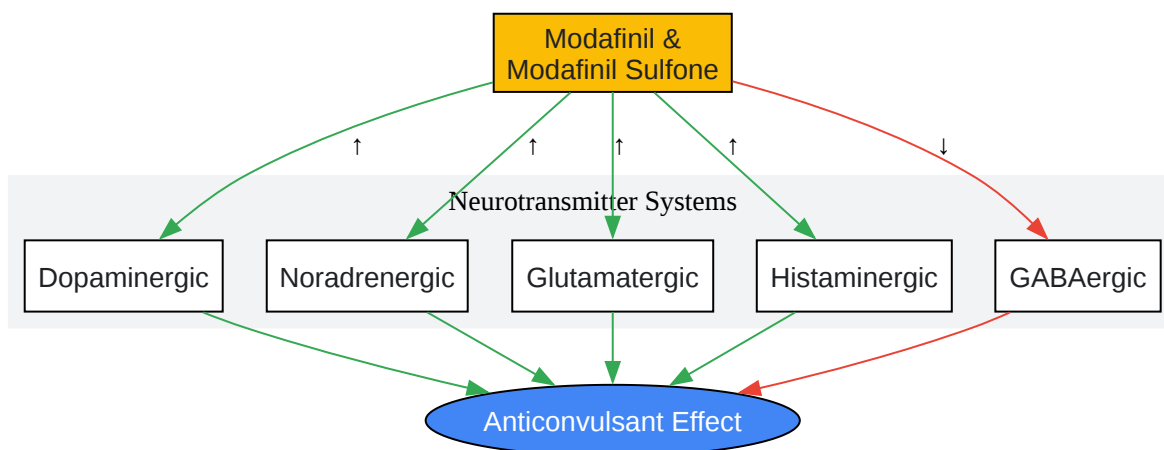 Modafinil &
Modafinil Sulfone
↑ ↑ ↑ ↑ ↓
Neurotransmitter Systems
Dopaminergic Noradrenergic Glutamatergic Histaminergic GABAergic
Anticonvulsant Effect